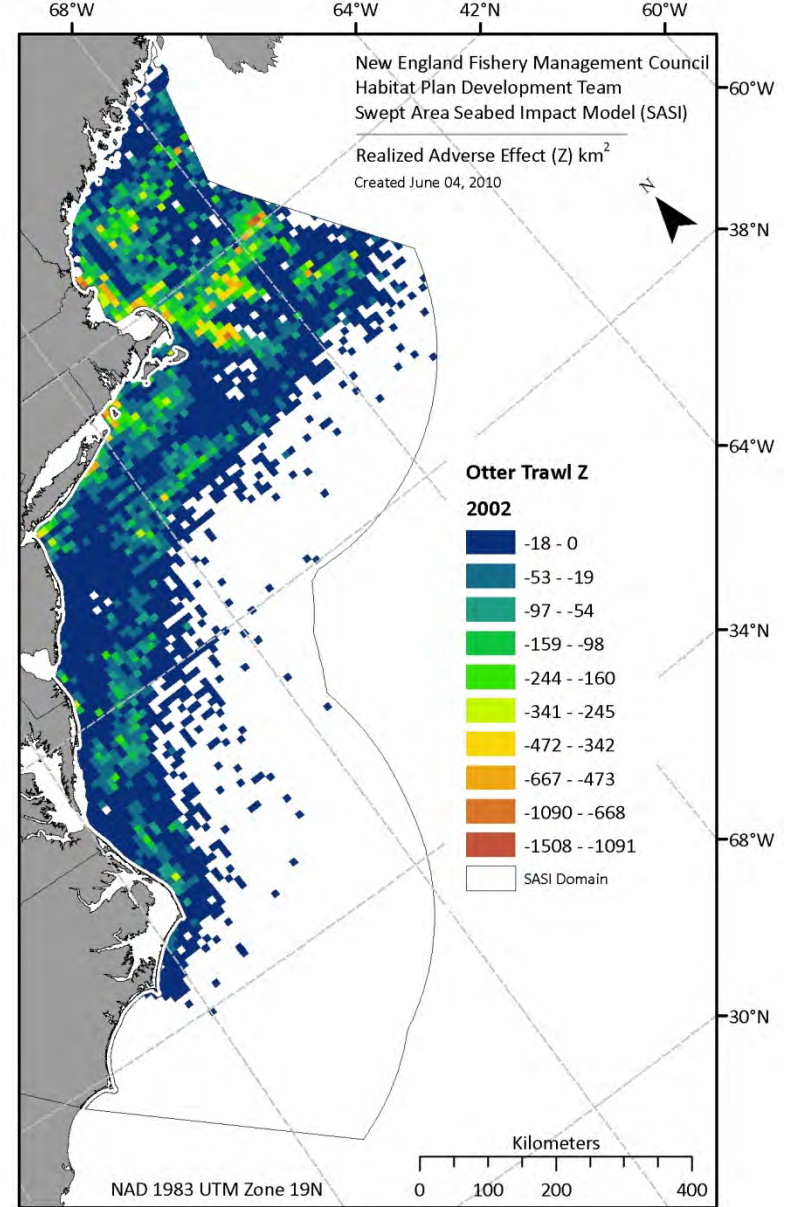 68°W 64°W 42°N 60°W
New England Fishery Management Council
Habitat Plan Development Team
Swept Area Seabed Impact Model (SASI)
Realized Adverse Effect (Z) km²
Created June 04, 2010
N
60°W
38°N
64°W
34°N
68°W
30°N
Otter Trawl Z
2002
-18 - 0
-53 - -19
-97 - -54
-159 - -98
-244 - -160
-341 - -245
-472 - -342
-667 - -473
-1090 - -668
-1508 - -1091
SASI Domain
Kilometers
0 100 200 300 400
NAD 1983 UTM Zone 19N